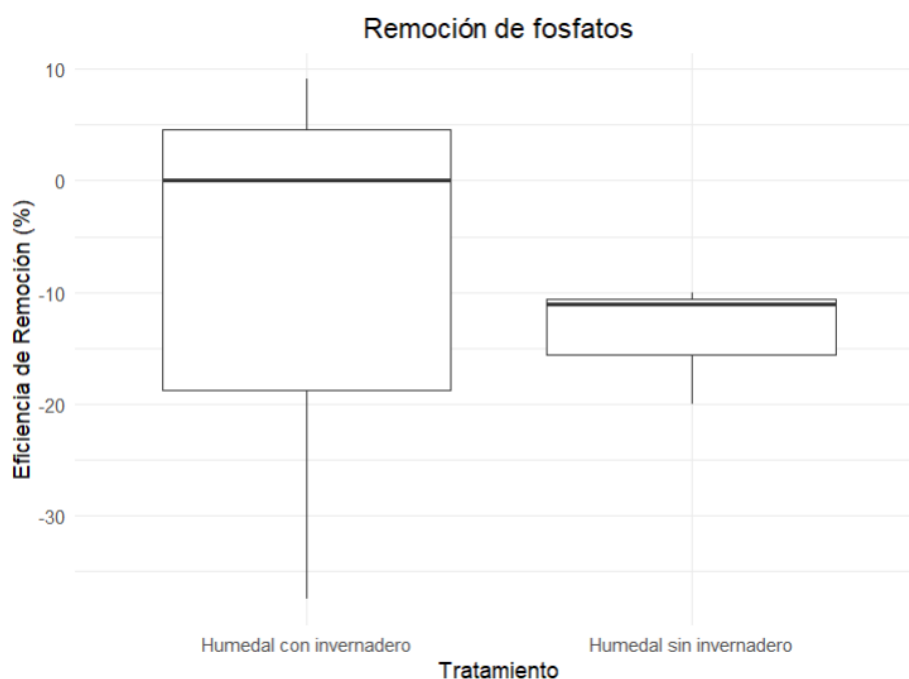 Remoción de fosfatos
Eficiencia de Remoción (%)
10
0
-10
-20
-30
Humedal con invernadero
Humedal sin invernadero
Tratamiento